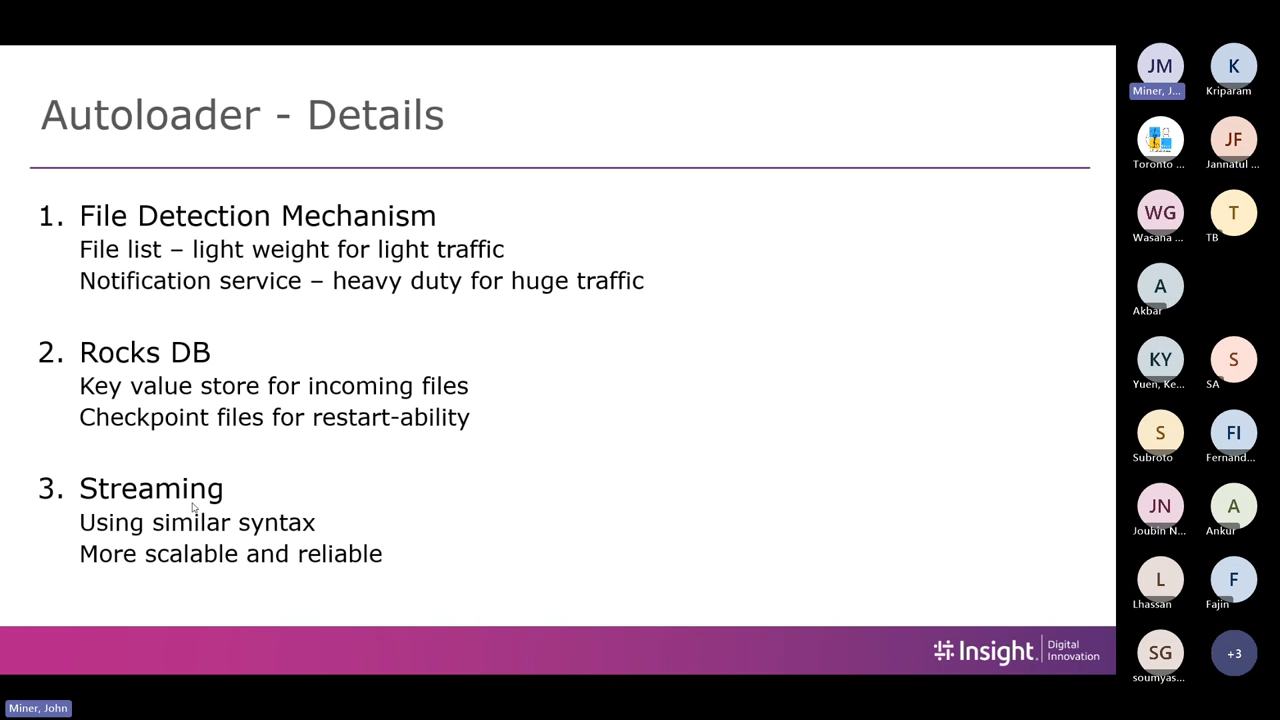 Autoloader - Details
1. File Detection Mechanism
File list – light weight for light traffic
Notification service – heavy duty for huge traffic
2. Rocks DB
Key value store for incoming files
Checkpoint files for restart-ability
3. Streaming
Using similar syntax
More scalable and reliable
Insight. Digital
Innovation
JM
Miner, J...
K
Kriparam
Toronto ...
JF
Jannatul ...
WG
Wasana ...
T
TB
A
Akbar
KY
Yuen, Ke...
S
SA
S
Subroto
FI
Fernand...
JN
Joubin N...
A
Ankur
L
Lhassan
F
Fajin
SG
soumyas...
+3
Miner, John